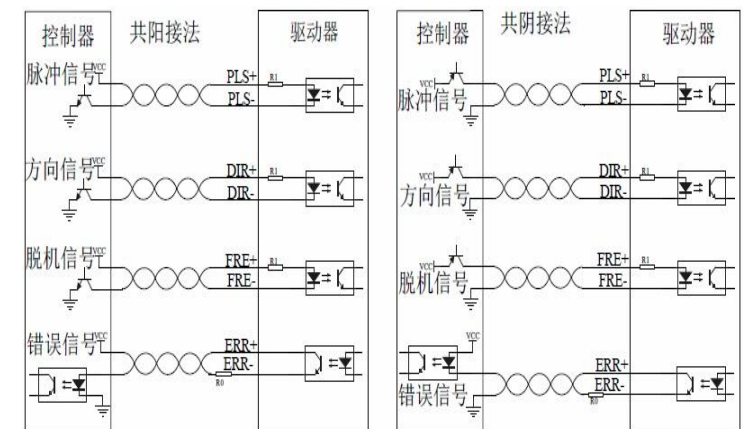 控制器 共阳接法 驱动器
脉冲信号 VCC PLS+ R1
PLS-
方向信号 VCC DIR+ R1
DIR-
脱机信号 VCC FRE+ R1
FRE-
错误信号 VCC ERR+
ERR-
R0
控制器 共阴接法 驱动器
VCC PLS+ R1
脉冲信号 PLS-
VCC DIR+ R1
方向信号 DIR-
VCC FRE+ R1
脱机信号 FRE-
VCC
ERR+
错误信号 ERR-
R0